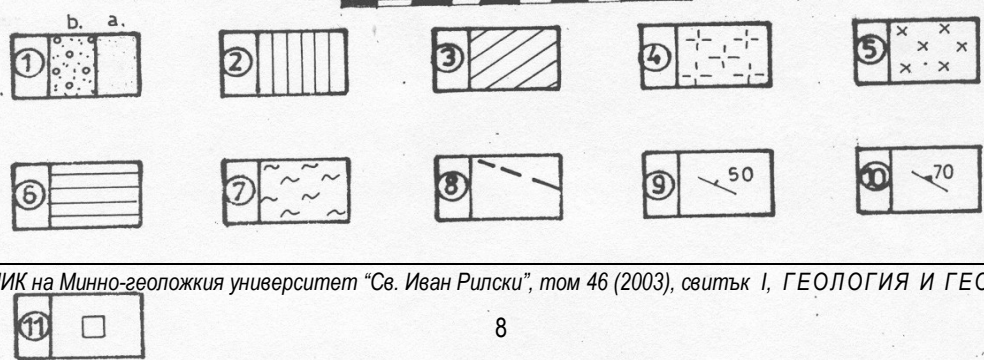 b. a.
1 2 3 4 5
6 7 8 9 50 10 70
ИК на Минно-геоложкия университет “Св. Иван Рилски”, том 46 (2003), свитък I, ГЕОЛОГИЯ И ГЕО
11
8